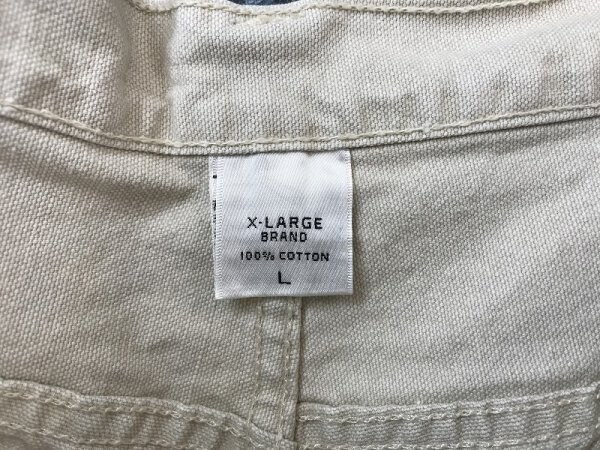 X-LARGE
BRAND
100% COTTON
L